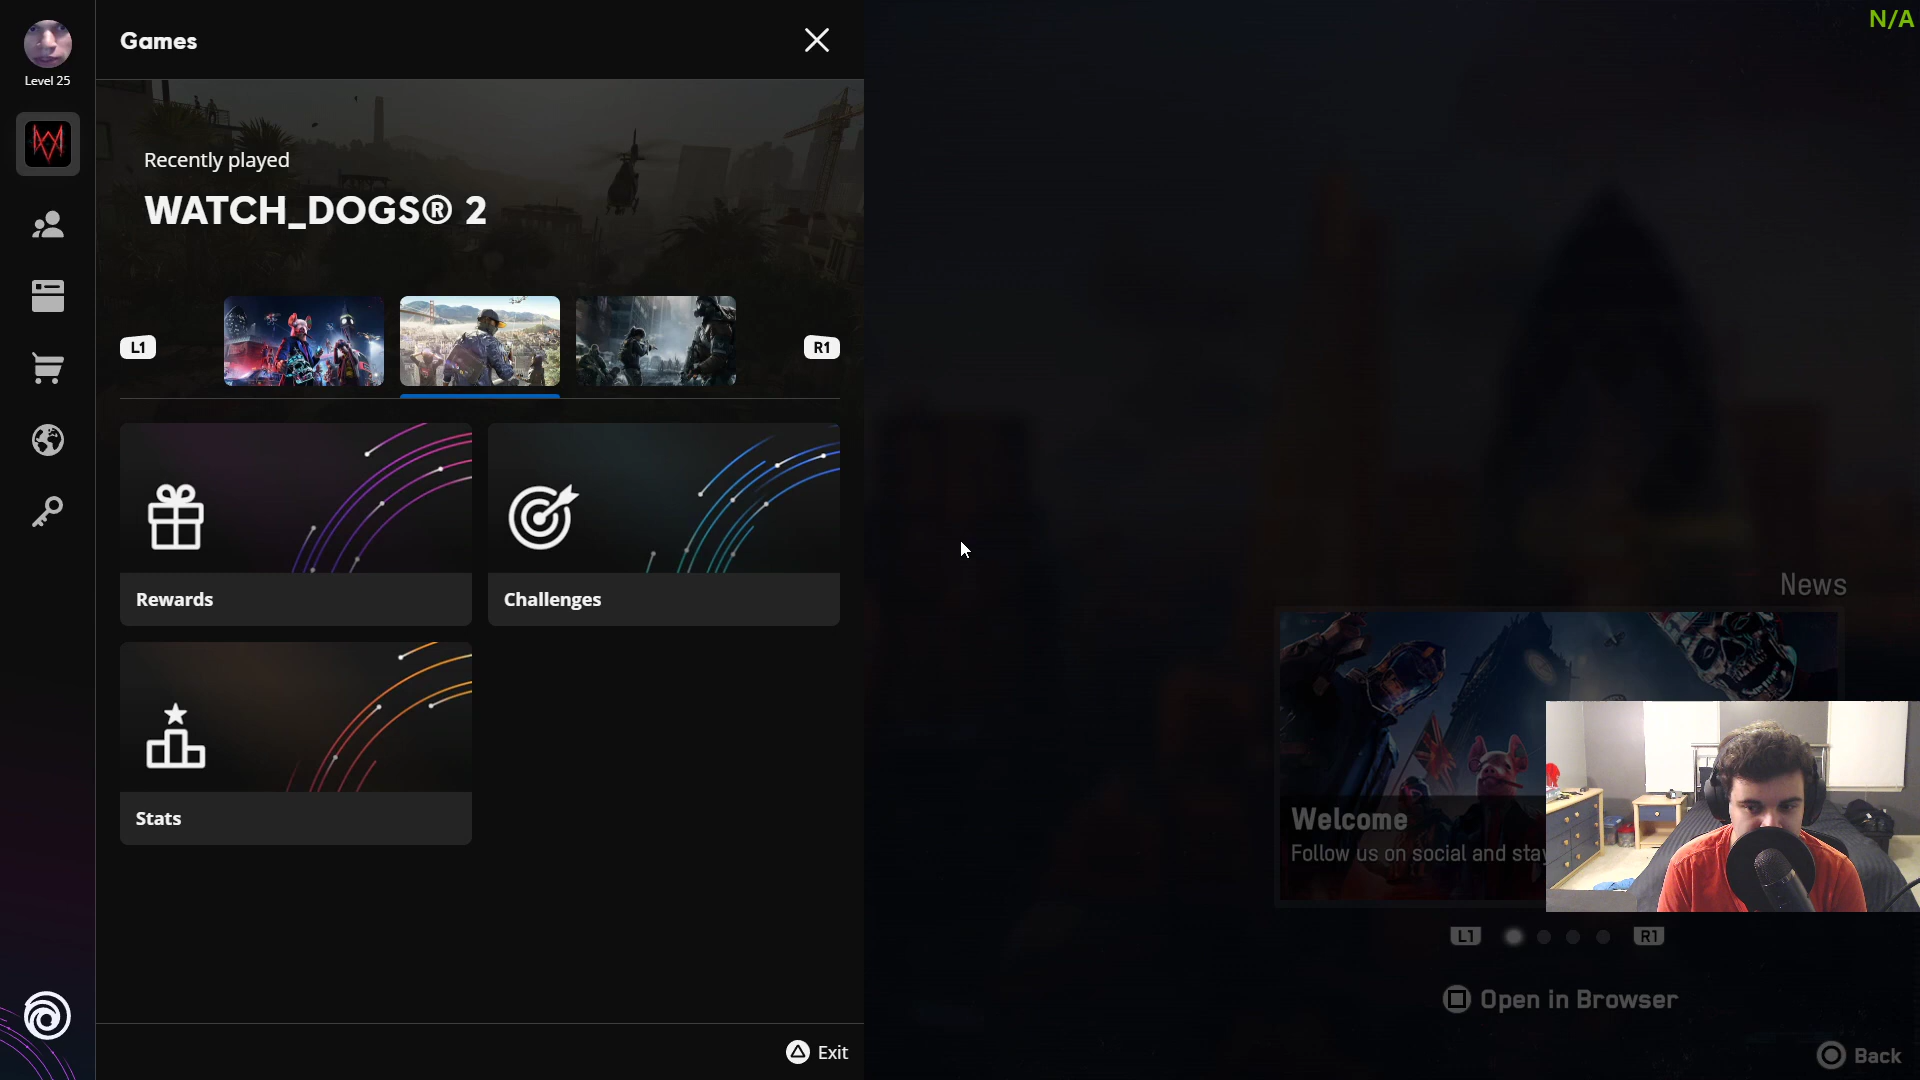 N/A
Level 25
Games
Recently played
WATCH_DOGS® 2
L1
R1
Rewards
Challenges
Stats
Exit
News
Welcome
Follow us on social and stay
L1
R1
Open in Browser
Back